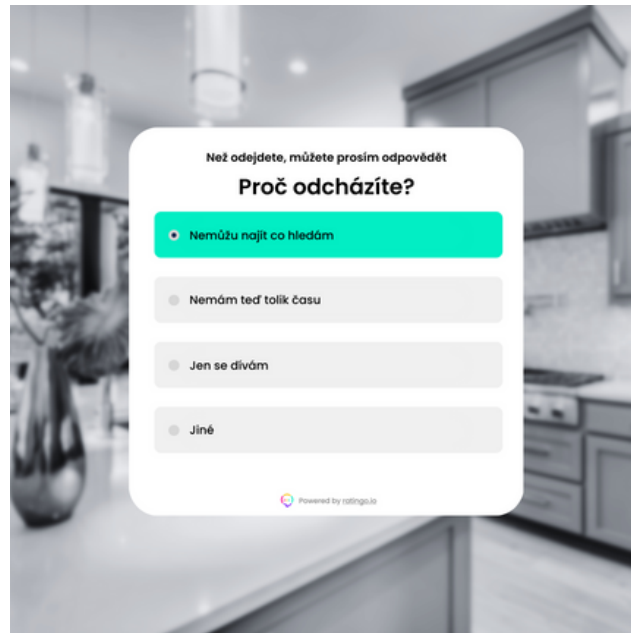 Než odejdete, můžete prosím odpovědět
Proč odcházíte?
Nemůžu najít co hledám
Nemám teď tolik času
Jen se dívám
Jiné
Powered by ratingo.io